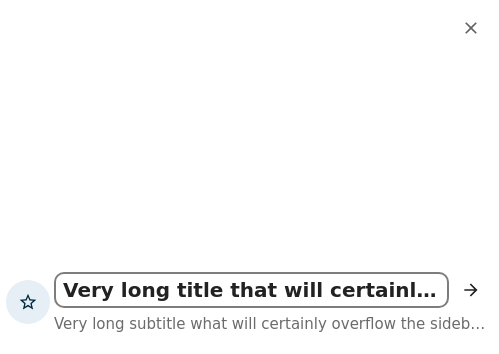 Very long title that will certainl…
Very long subtitle what will certainly overflow the sideb…